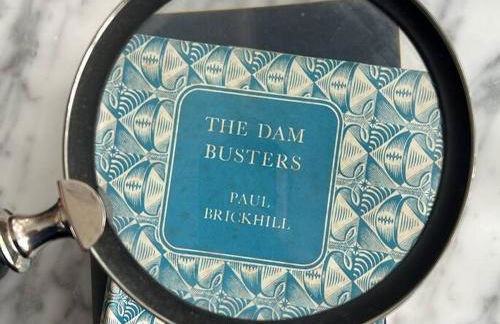 THE DAM
BUSTERS
PAUL
BRICKHILL